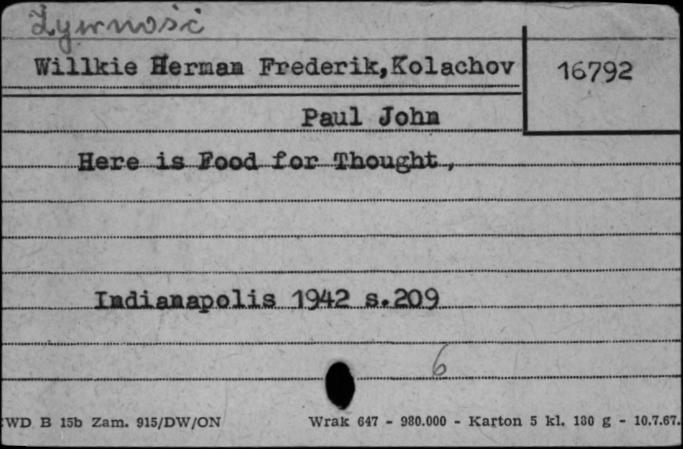 Żywność
Willkie Herman Frederik,Kolachov
16792
Paul John
Here is Food for Thought,
Indianapolis 1942 s.209
6
WD B 15b Zam. 915/DW/ON Wrak 647 - 980.000 - Karton 5 kl. 180 g - 10.7.67.